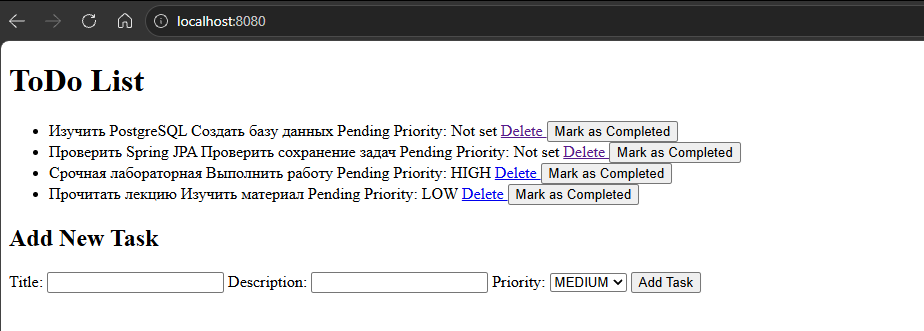 localhost:8080
ToDo List
Изучить PostgreSQL Создать базу данных Pending Priority: Not set Delete Mark as Completed
Проверить Spring JPA Проверить сохранение задач Pending Priority: Not set Delete Mark as Completed
Срочная лабораторная Выполнить работу Pending Priority: HIGH Delete Mark as Completed
Прочитать лекцию Изучить материал Pending Priority: LOW Delete Mark as Completed
Add New Task
Title: Description: Priority: MEDIUM Add Task